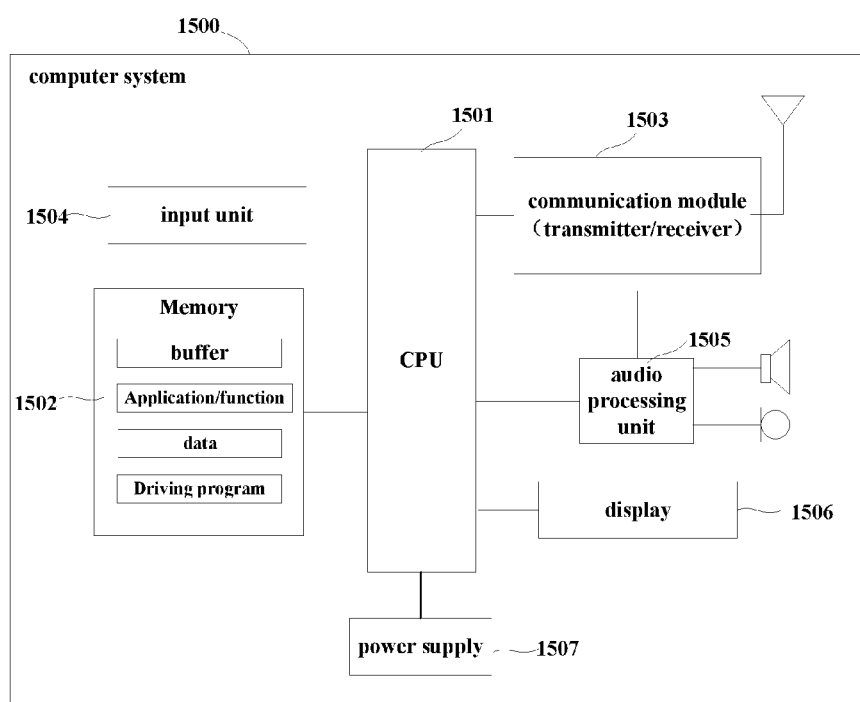 1500
computer system
1501
1503
communication module
（transmitter/receiver）
1504
input unit
Memory
buffer
1502
Application/function
data
Driving program
CPU
1505
audio
processing
unit
display
1506
power supply
1507